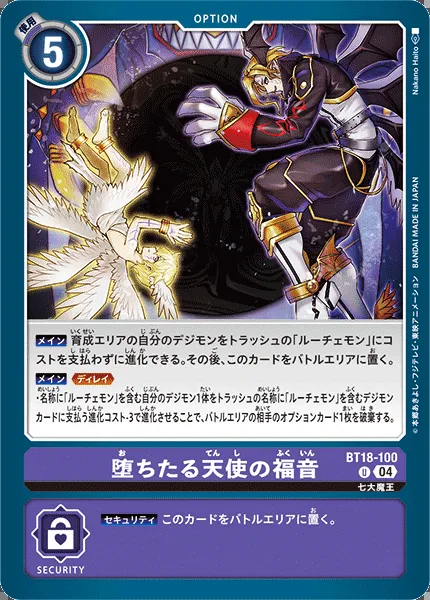 OPTION
使用
5
Nakano Haito
©本郷あきよし・フジテレビ・東映アニメーション BANDAI MADE IN JAPAN
メイン 育成エリアの自分のデジモンをトラッシュの「ルーチェモン」にコ
ストを支払わずに進化できる。その後、このカードをバトルエリアに置く。
メイン ディレイ
・名称に「ルーチェモン」を含む自分のデジモン1体をトラッシュの名称に「ルーチェモン」を含むデジモン
カードに支払う進化コスト-3で進化させることで、バトルエリアの相手のオプションカード1枚を破棄する。
堕ちたる天使の福音
BT18-100
U 04
七大魔王
セキュリティ このカードをバトルエリアに置く。
SECURITY